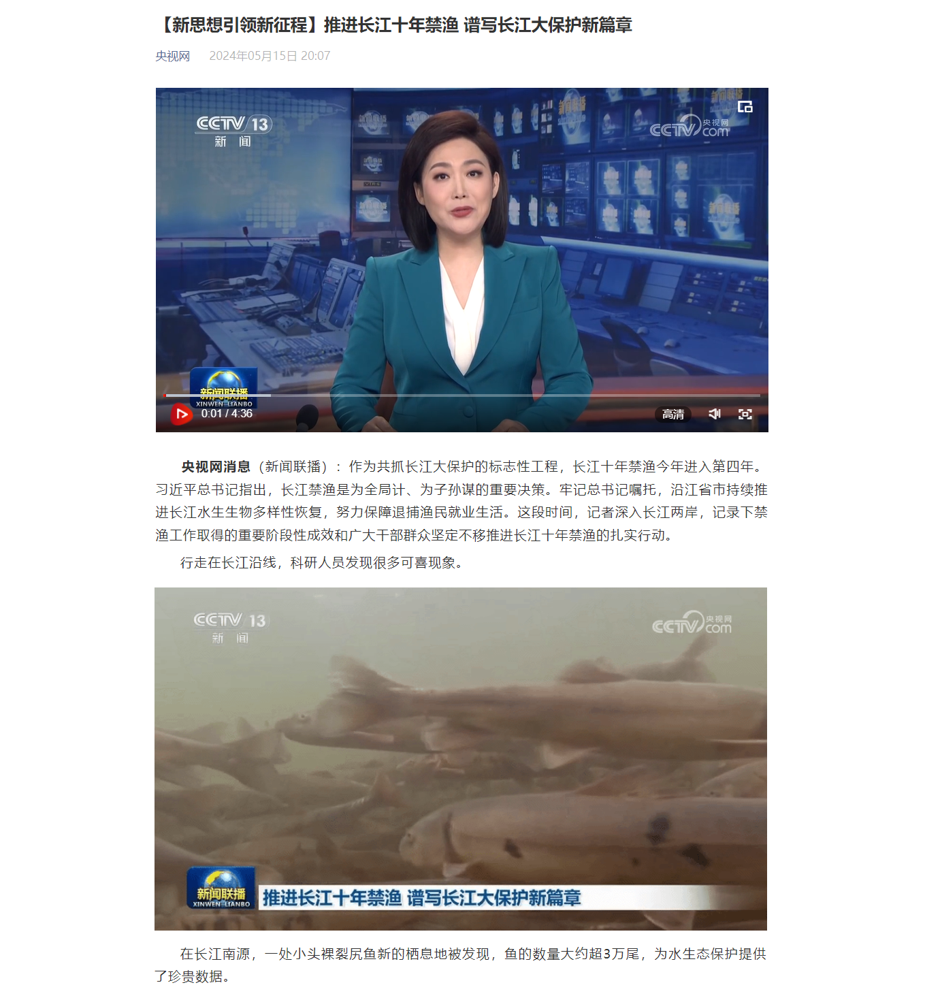 【新思想引领新征程】推进长江十年禁渔 谱写长江大保护新篇章
央视网 2024年05月15日 20:07
CCTV 13
新闻
央视网
CCTV com
新闻联播
新闻联播
新闻联播
XINWEN LIANBO
0:01 / 4:36
高清
央视网消息（新闻联播）：作为共抓长江大保护的标志性工程，长江十年禁渔今年进入第四年。
习近平总书记指出，长江禁渔是为全局计、为子孙谋的重要决策。牢记总书记嘱托，沿江省市持续推
进长江水生生物多样性恢复，努力保障退捕渔民就业生活。这段时间，记者深入长江两岸，记录下禁
渔工作取得的重要阶段性成效和广大干部群众坚定不移推进长江十年禁渔的扎实行动。
行走在长江沿线，科研人员发现很多可喜现象。
CCTV 13
新闻
央视网
CCTV com
新闻联播
XINWEN LIANBO
推进长江十年禁渔 谱写长江大保护新篇章
在长江南源，一处小头裸裂尻鱼新的栖息地被发现，鱼的数量大约超3万尾，为水生态保护提供
了珍贵数据。